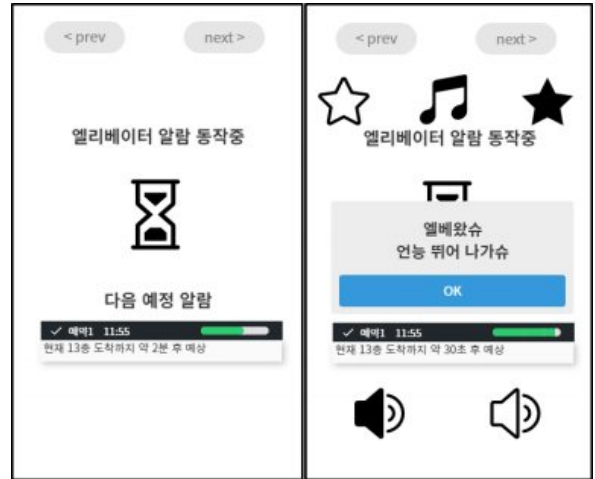 < prev
next >
엘리베이터 알람 동작중
다음 예정 알람
예약1 11:55
현재 13층 도착까지 약 2분 후 예상
< prev
next >
엘리베이터 알람 동작중
엘베왔슈
언능 뛰어 나가슈
OK
예약1 11:55
현재 13층 도착까지 약 30초 후 예상